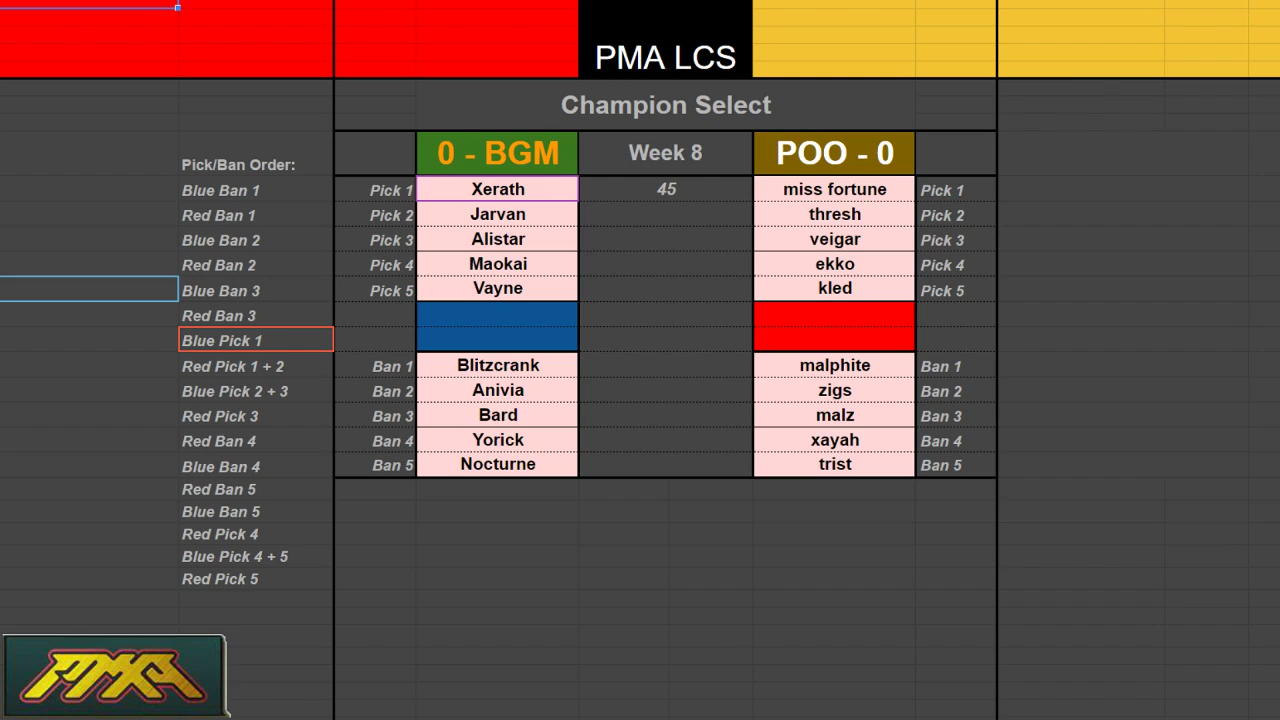 PMA LCS
Champion Select
0 - BGM Week 8 POO - 0
Pick/Ban Order:
Blue Ban 1 Pick 1 Xerath 45 miss fortune Pick 1
Red Ban 1 Pick 2 Jarvan thresh Pick 2
Blue Ban 2 Pick 3 Alistar veigar Pick 3
Red Ban 2 Pick 4 Maokai ekko Pick 4
Blue Ban 3 Pick 5 Vayne kled Pick 5
Red Ban 3
Blue Pick 1
Red Pick 1 + 2 Ban 1 Blitzcrank malphite Ban 1
Blue Pick 2 + 3 Ban 2 Anivia zigs Ban 2
Red Pick 3 Ban 3 Bard malz Ban 3
Red Ban 4 Ban 4 Yorick xayah Ban 4
Blue Ban 4 Ban 5 Nocturne trist Ban 5
Red Ban 5
Blue Ban 5
Red Pick 4
Blue Pick 4 + 5
Red Pick 5
PMA